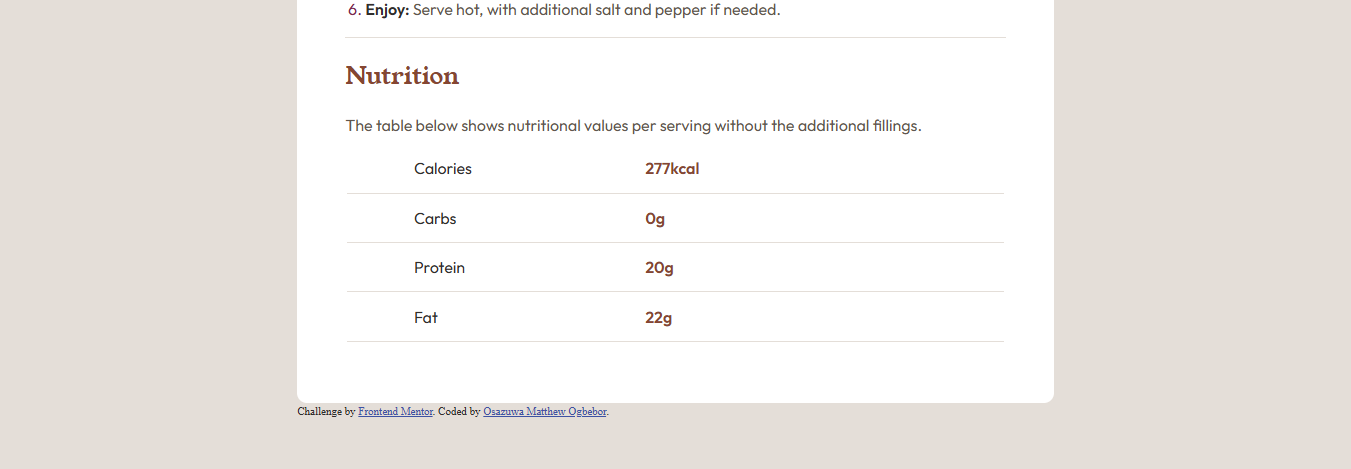 6. Enjoy: Serve hot, with additional salt and pepper if needed.
Nutrition
The table below shows nutritional values per serving without the additional fillings.
Calories 277kcal
Carbs 0g
Protein 20g
Fat 22g
Challenge by Frontend Mentor. Coded by Osazuwa Matthew Ogbebor.